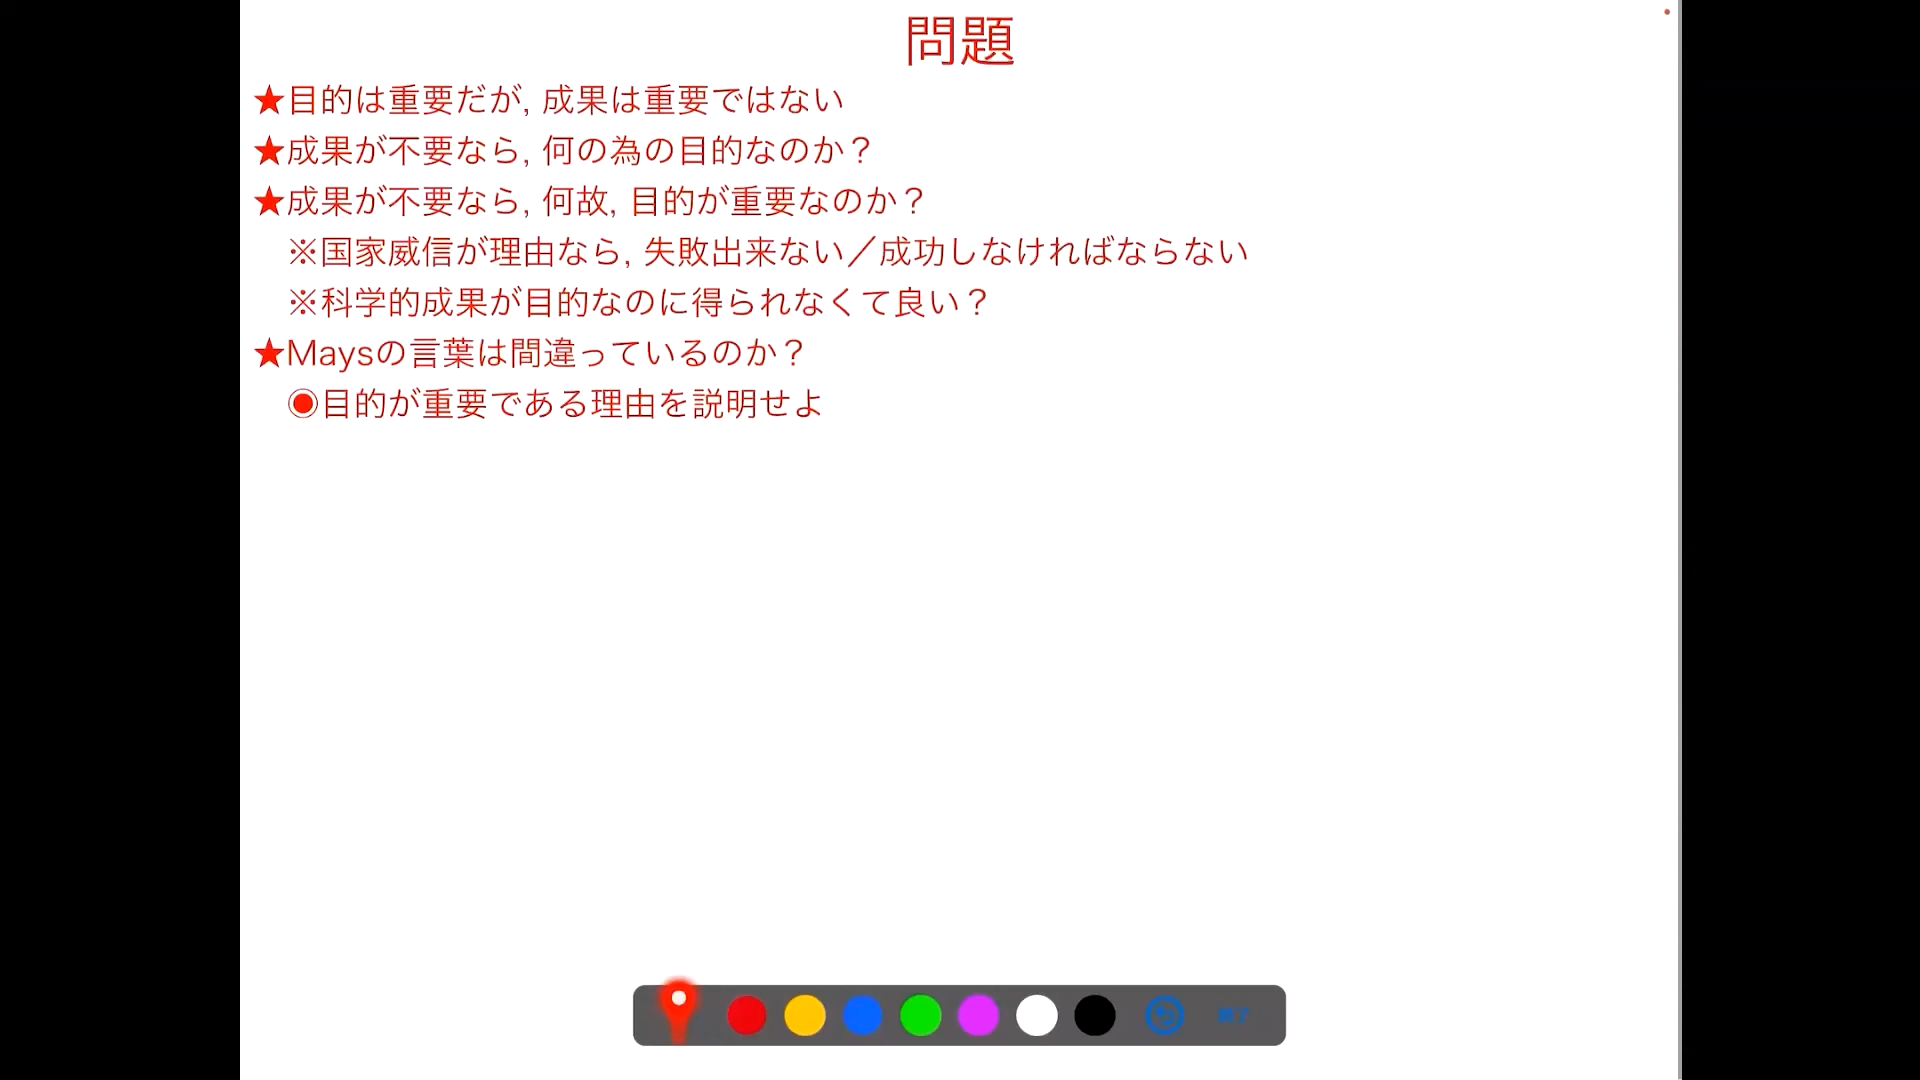 問題
★目的は重要だが, 成果は重要ではない
★成果が不要なら, 何の為の目的なのか？
★成果が不要なら, 何故, 目的が重要なのか？
※国家威信が理由なら, 失敗出来ない／成功しなければならない
※科学的成果が目的なのに得られなくて良い？
★Maysの言葉は間違っているのか？
◉目的が重要である理由を説明せよ
終了